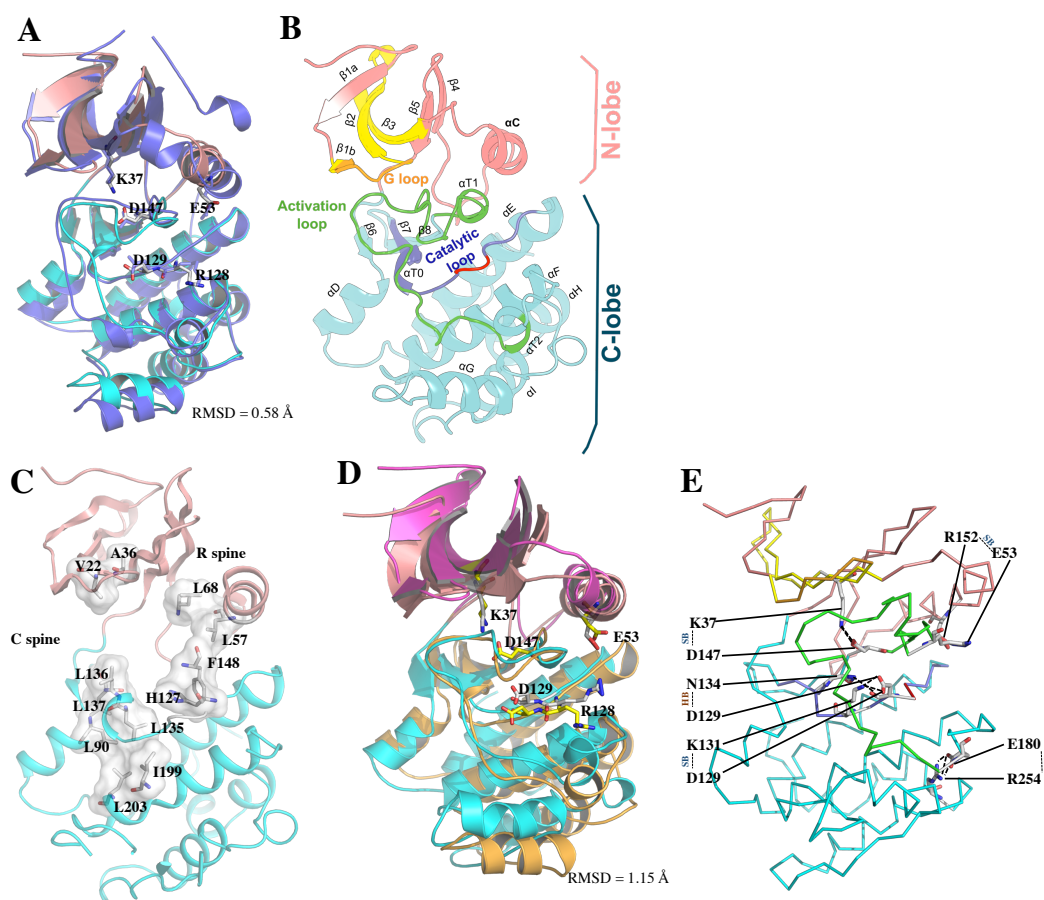 A
K37
D147
E53
D129
R128
RMSD = 0.58 Å
B
β1a
β4
β5
β2
β3
αC
β1b
G loop
αT1
Activation
loop
αE
β7
β8
β6
Catalytic
loop
αT0
αD
αF
αH
αT2
αG
αI
N-lobe
C-lobe
C
A36
V22
R spine
L68
L57
C spine
F148
L136
H127
L137
L135
L90
I199
L203
D
K37
D147
E53
D129
R128
RMSD = 1.15 Å
E
R152
SB
E53
K37
SB
D147
N134
HB
D129
K131
SB
D129
E180
R254